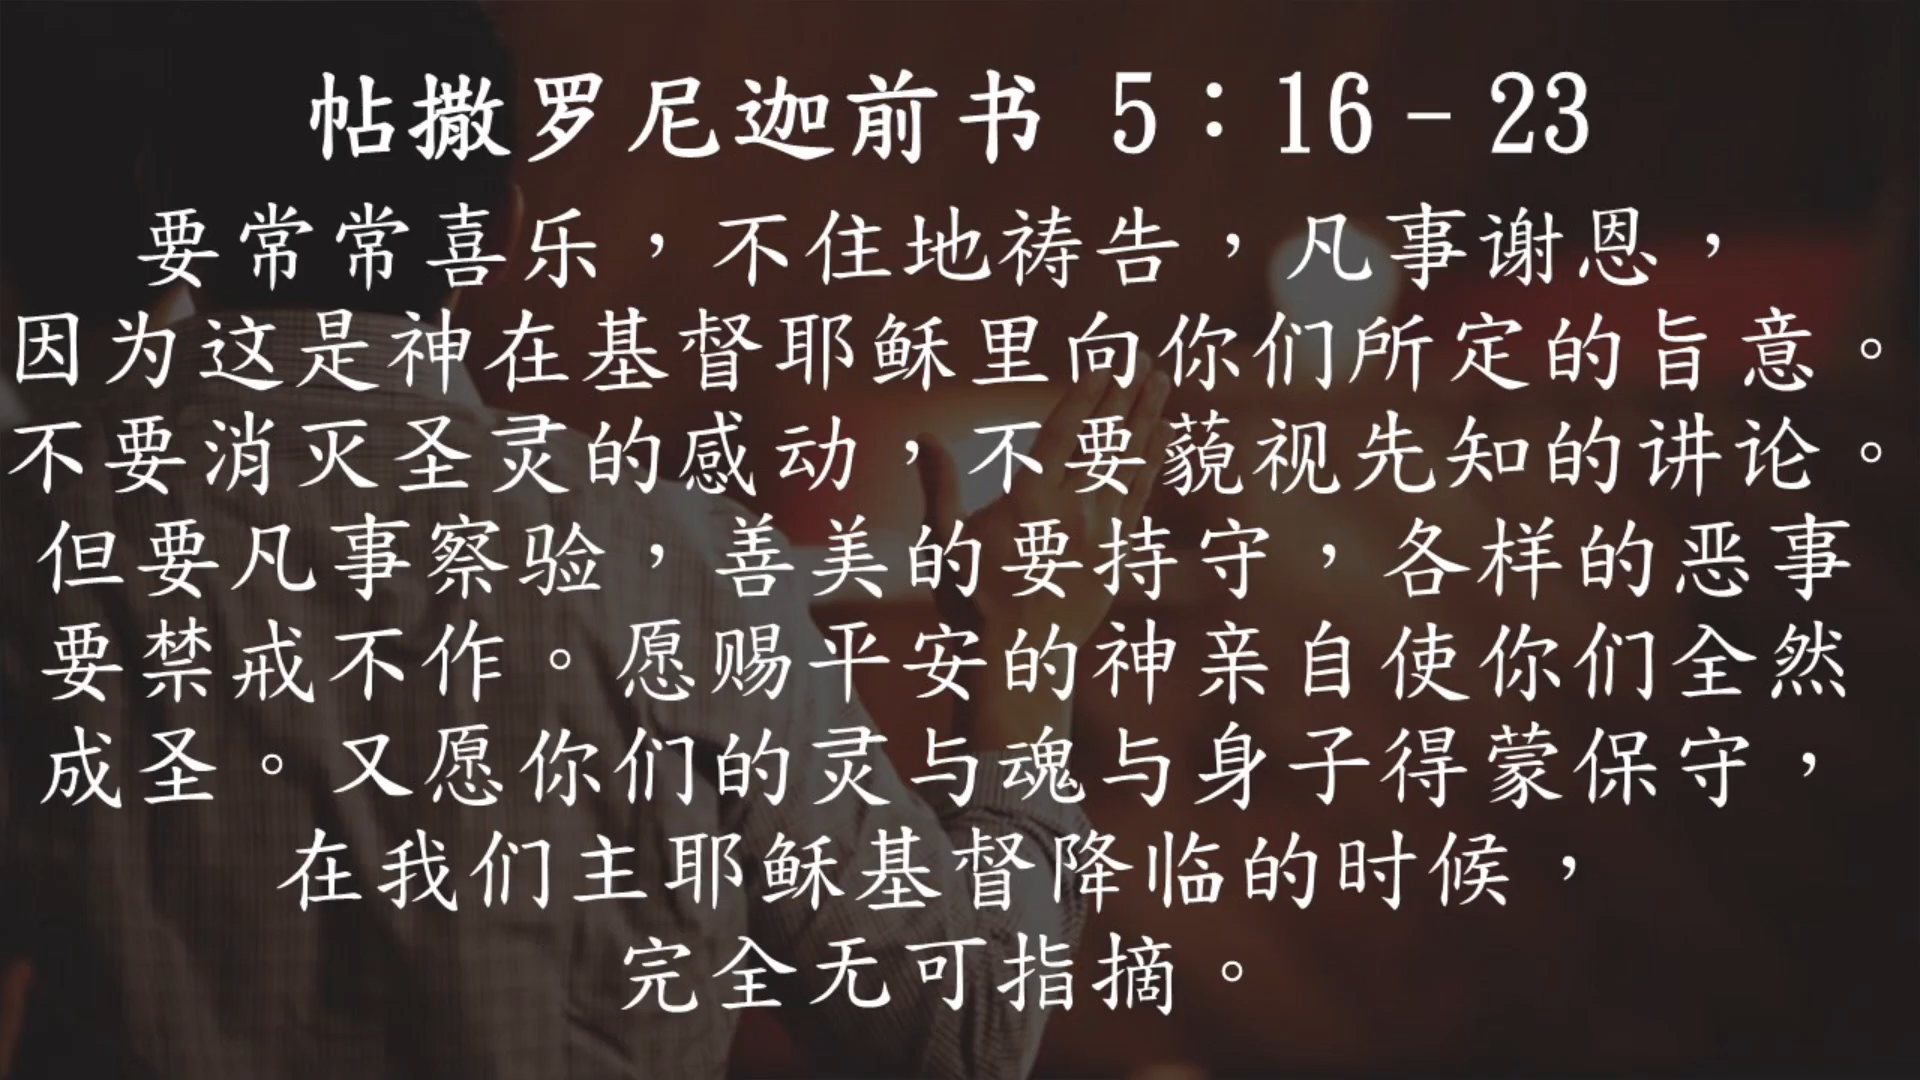 帖撒罗尼迦前书 5：16－23
要常常喜乐，不住地祷告，凡事谢恩，
因为这是神在基督耶稣里向你们所定的旨意。
不要消灭圣灵的感动，不要藐视先知的讲论。
但要凡事察验，善美的要持守，各样的恶事
要禁戒不作。愿赐平安的神亲自使你们全然
成圣。又愿你们的灵与魂与身子得蒙保守，
在我们主耶稣基督降临的时候，
完全无可指摘。